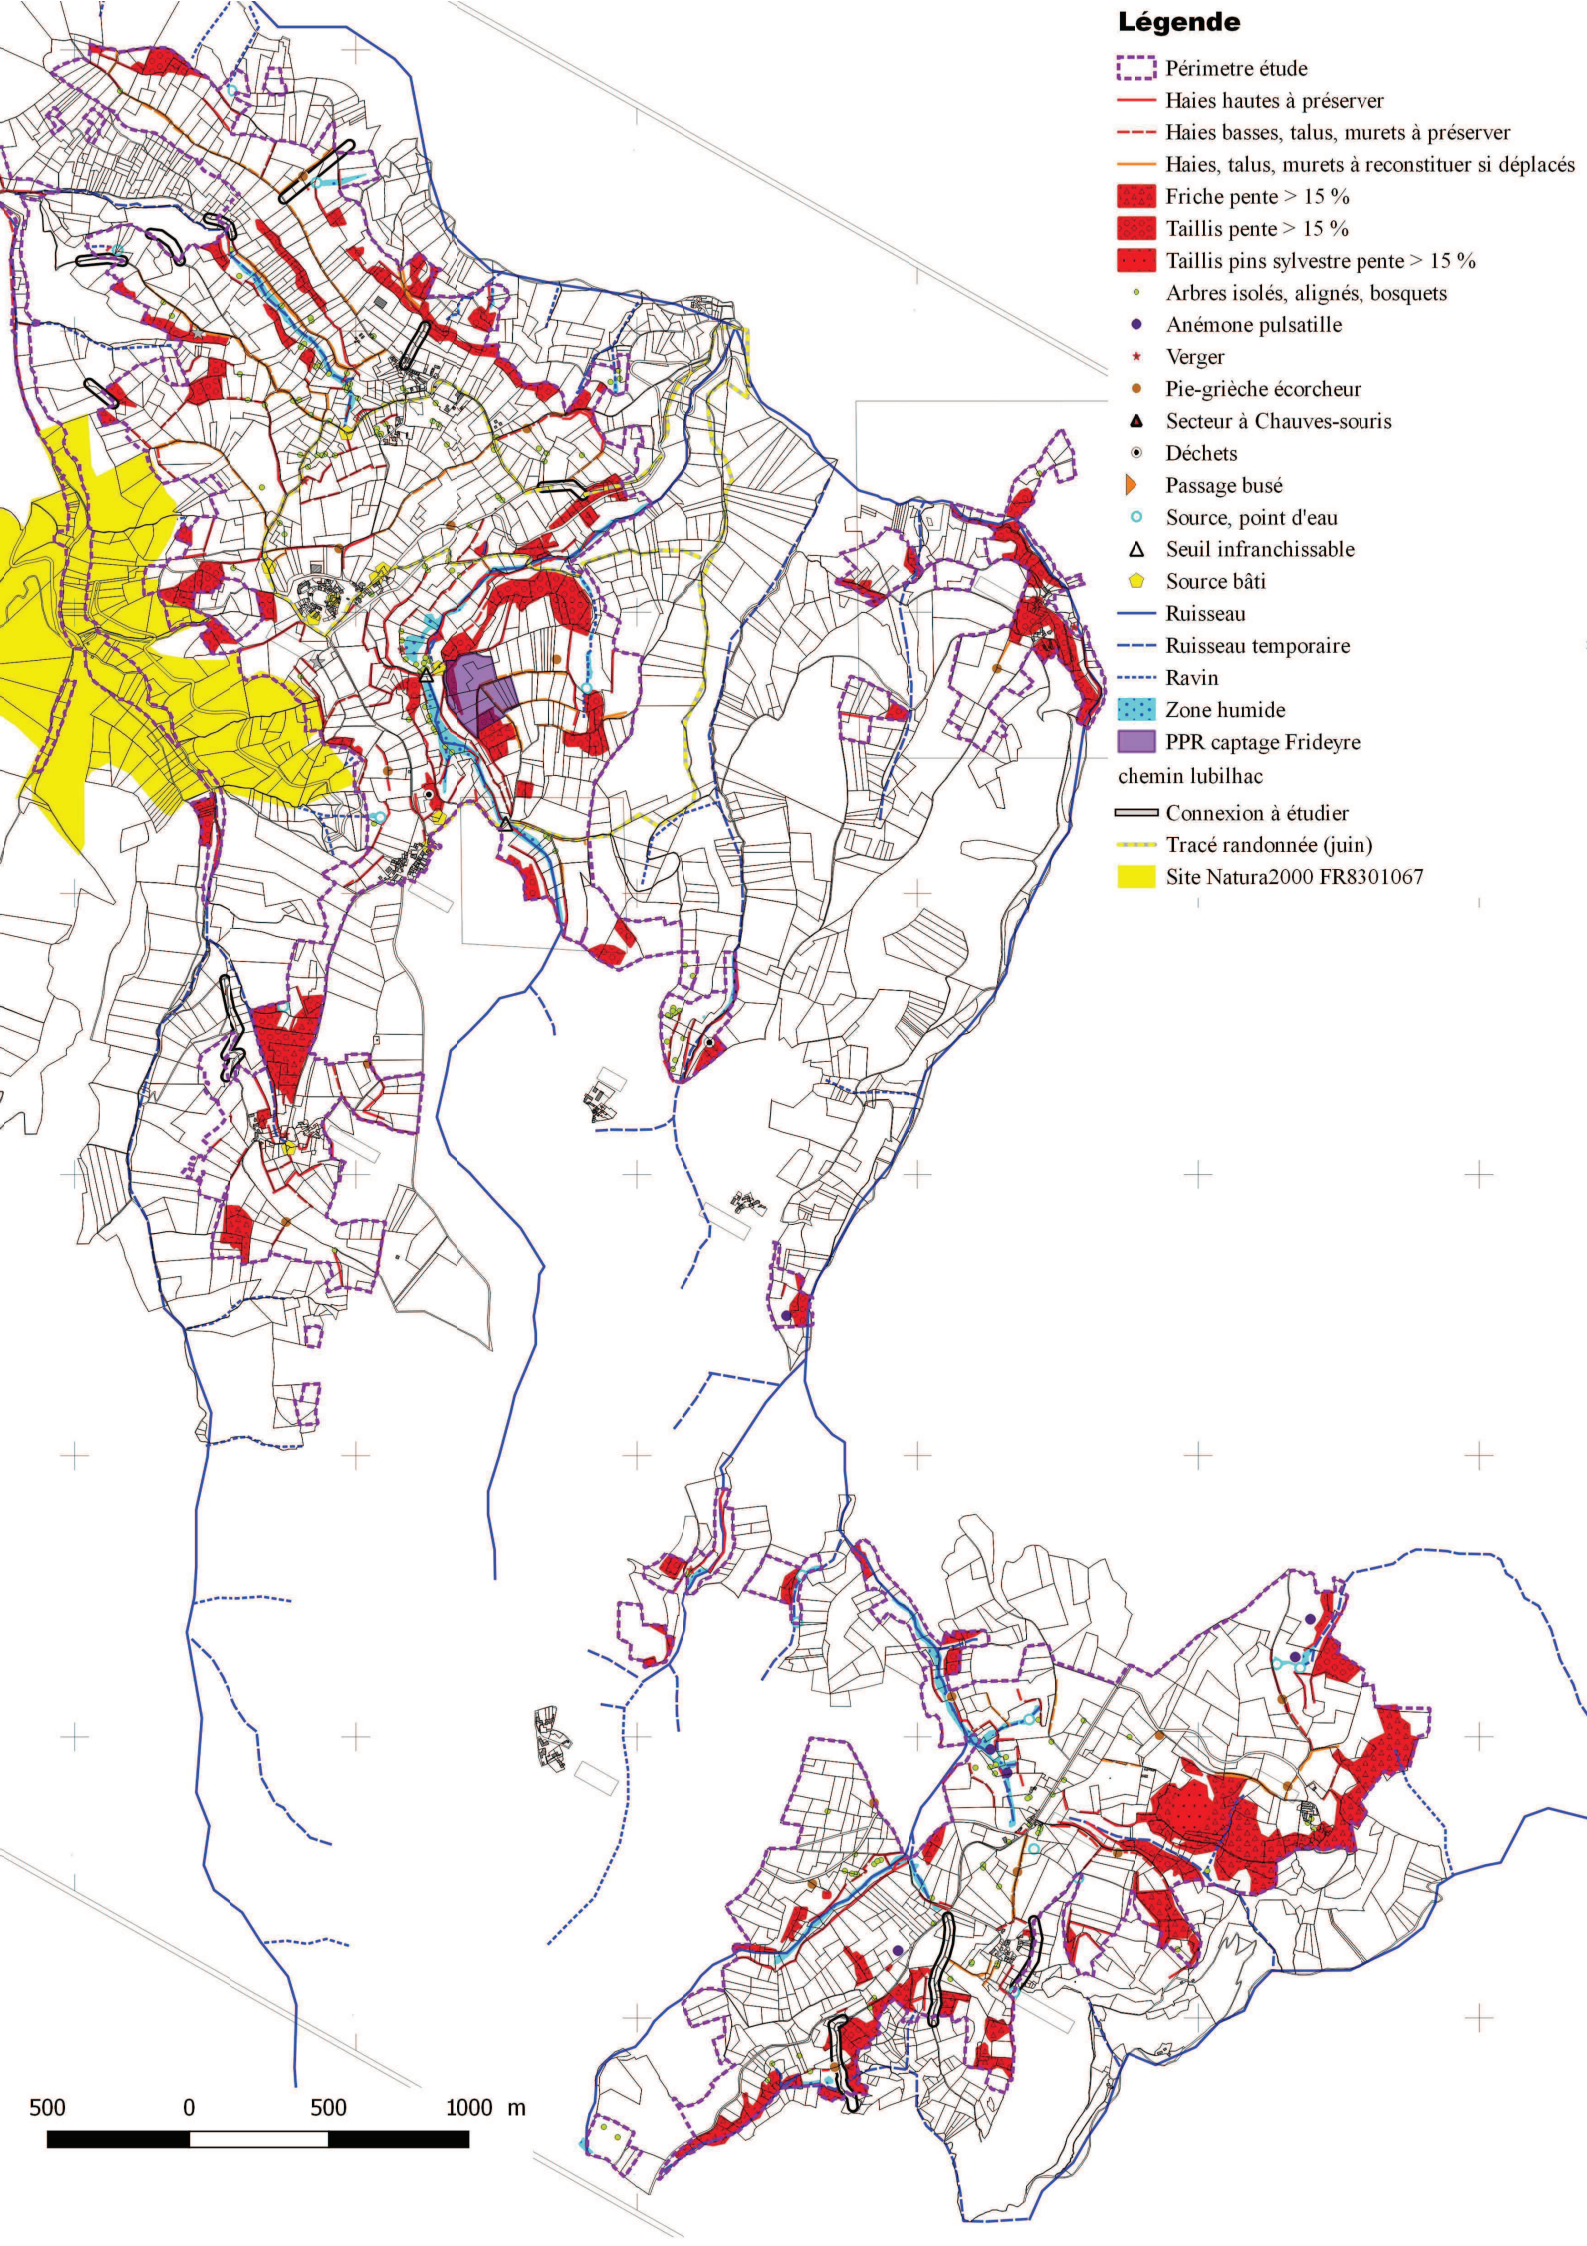 Légende
Périmetre étude
Haies hautes à préserver
Haies basses, talus, murets à préserver
Haies, talus, murets à reconstituer si déplacés
Friche pente > 15 %
Taillis pente > 15 %
Taillis pins sylvestre pente > 15 %
Arbres isolés, alignés, bosquets
Anémone pulsatille
Verger
Pie-grièche écorcheur
Secteur à Chauves-souris
Déchets
Passage busé
Source, point d'eau
Seuil infranchissable
Source bâti
Ruisseau
Ruisseau temporaire
Ravin
Zone humide
PPR captage Frideyre
chemin lubilhac
Connexion à étudier
Tracé randonnée (juin)
Site Natura2000 FR8301067
500 0 500 1000 m